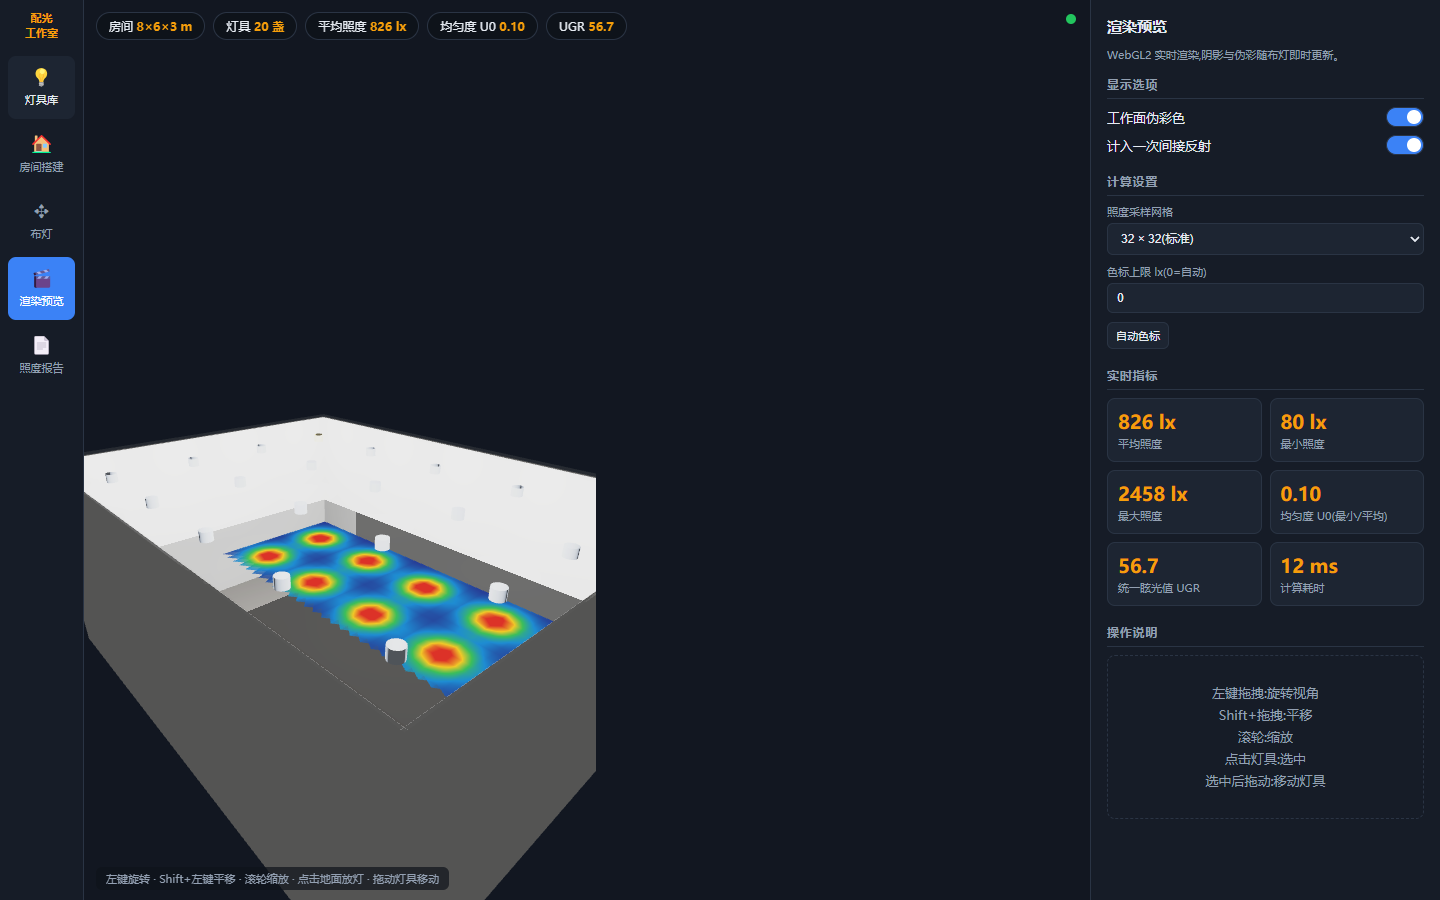 配光
工作室
灯具库
房间搭建
布灯
渲染预览
照度报告
房间 8×6×3 m
灯具 20 盏
平均照度 826 lx
均匀度 U0 0.10
UGR 56.7
左键旋转 · Shift+左键平移 · 滚轮缩放 · 点击地面放灯 · 拖动灯具移动
渲染预览
WebGL2 实时渲染,阴影与伪彩随布灯即时更新。
显示选项
工作面伪彩色
计入一次间接反射
计算设置
照度采样网格
32 × 32(标准)
色标上限 lx(0=自动)
0
自动色标
实时指标
826 lx
平均照度
80 lx
最小照度
2458 lx
最大照度
0.10
均匀度 U0(最小/平均)
56.7
统一眩光值 UGR
12 ms
计算耗时
操作说明
左键拖拽:旋转视角
Shift+拖拽:平移
滚轮:缩放
点击灯具:选中
选中后拖动:移动灯具